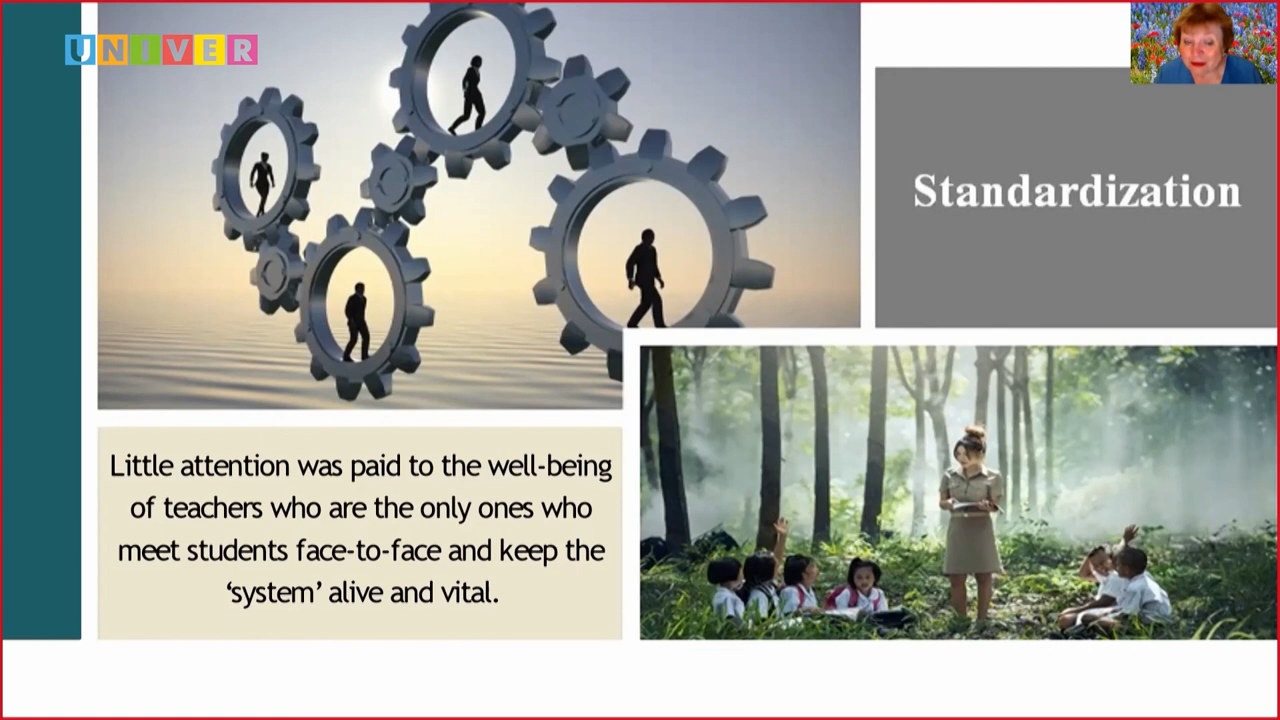 UNIVER
Standardization
Little attention was paid to the well-being
of teachers who are the only ones who
meet students face-to-face and keep the
‘system’ alive and vital.